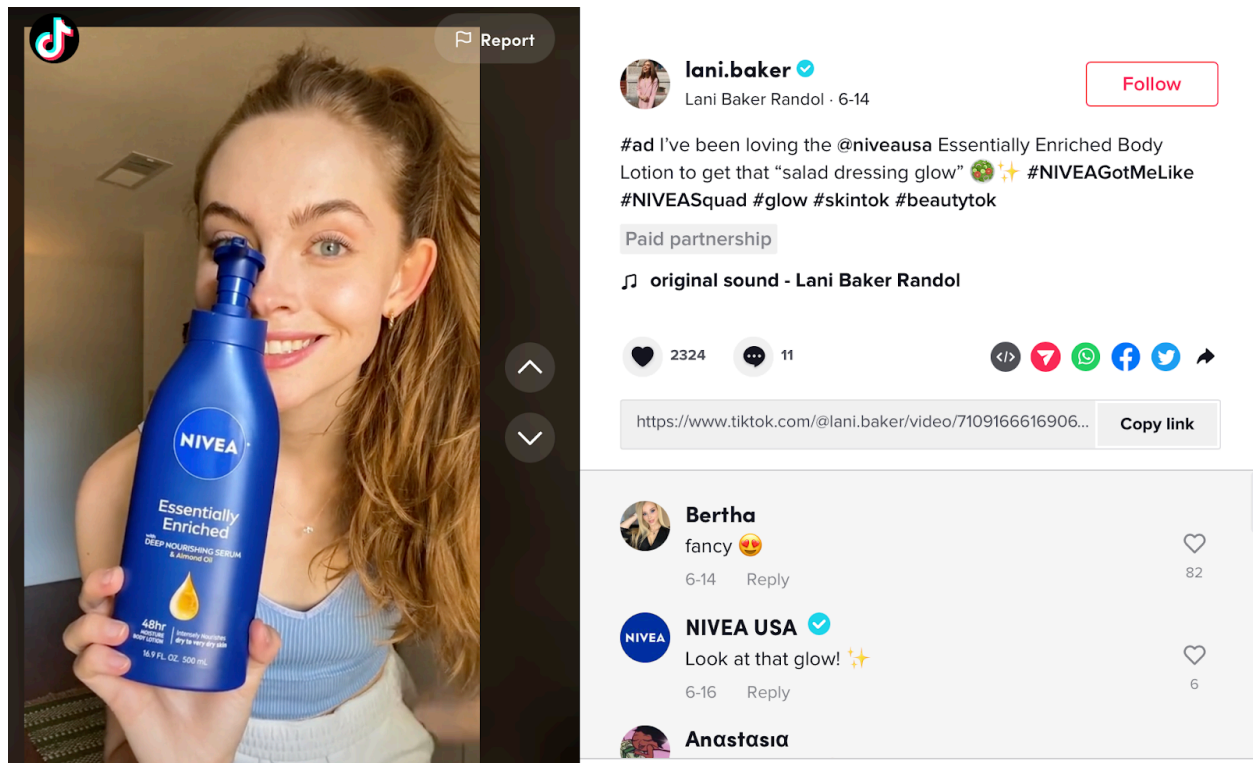 Report
NIVEA
Essentially
Enriched
with
DEEP NOURISHING SERUM
& Almond Oil
48hr
MOISTURE
BODY LOTION
Intensely Nourishes
dry to very dry skin
16.9 FL. OZ. 500 mL
lani.baker
Lani Baker Randol · 6-14
Follow
#ad I've been loving the @niveausa Essentially Enriched Body
Lotion to get that “salad dressing glow” 🥗✨ #NIVEAGotMeLike
#NIVEASquad #glow #skintok #beautytok
Paid partnership
original sound - Lani Baker Randol
2324
11
https://www.tiktok.com/@lani.baker/video/7109166616906...
Copy link
Bertha
fancy 😍
6-14 Reply
82
NIVEA
NIVEA USA
Look at that glow! ✨
6-16 Reply
6
Anαstαsıα